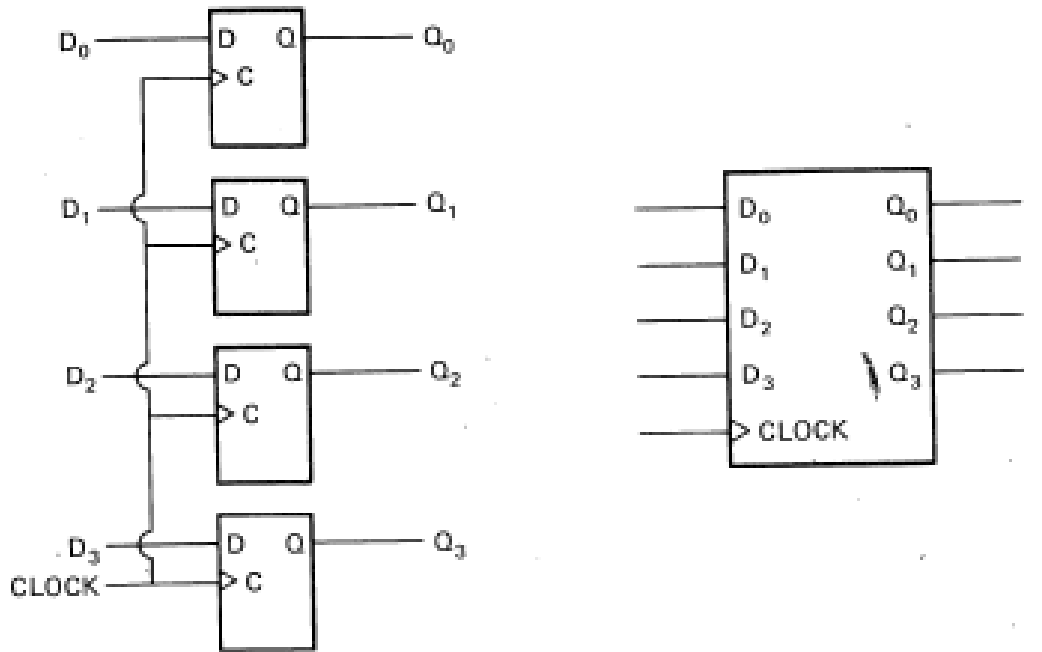 D₀ D Q Q₀
C
D₁ D Q Q₁
C
D₂ D Q Q₂
C
D₃ D Q Q₃
CLOCK C
D₀ Q₀
D₁ Q₁
D₂ Q₂
D₃ Q₃
CLOCK